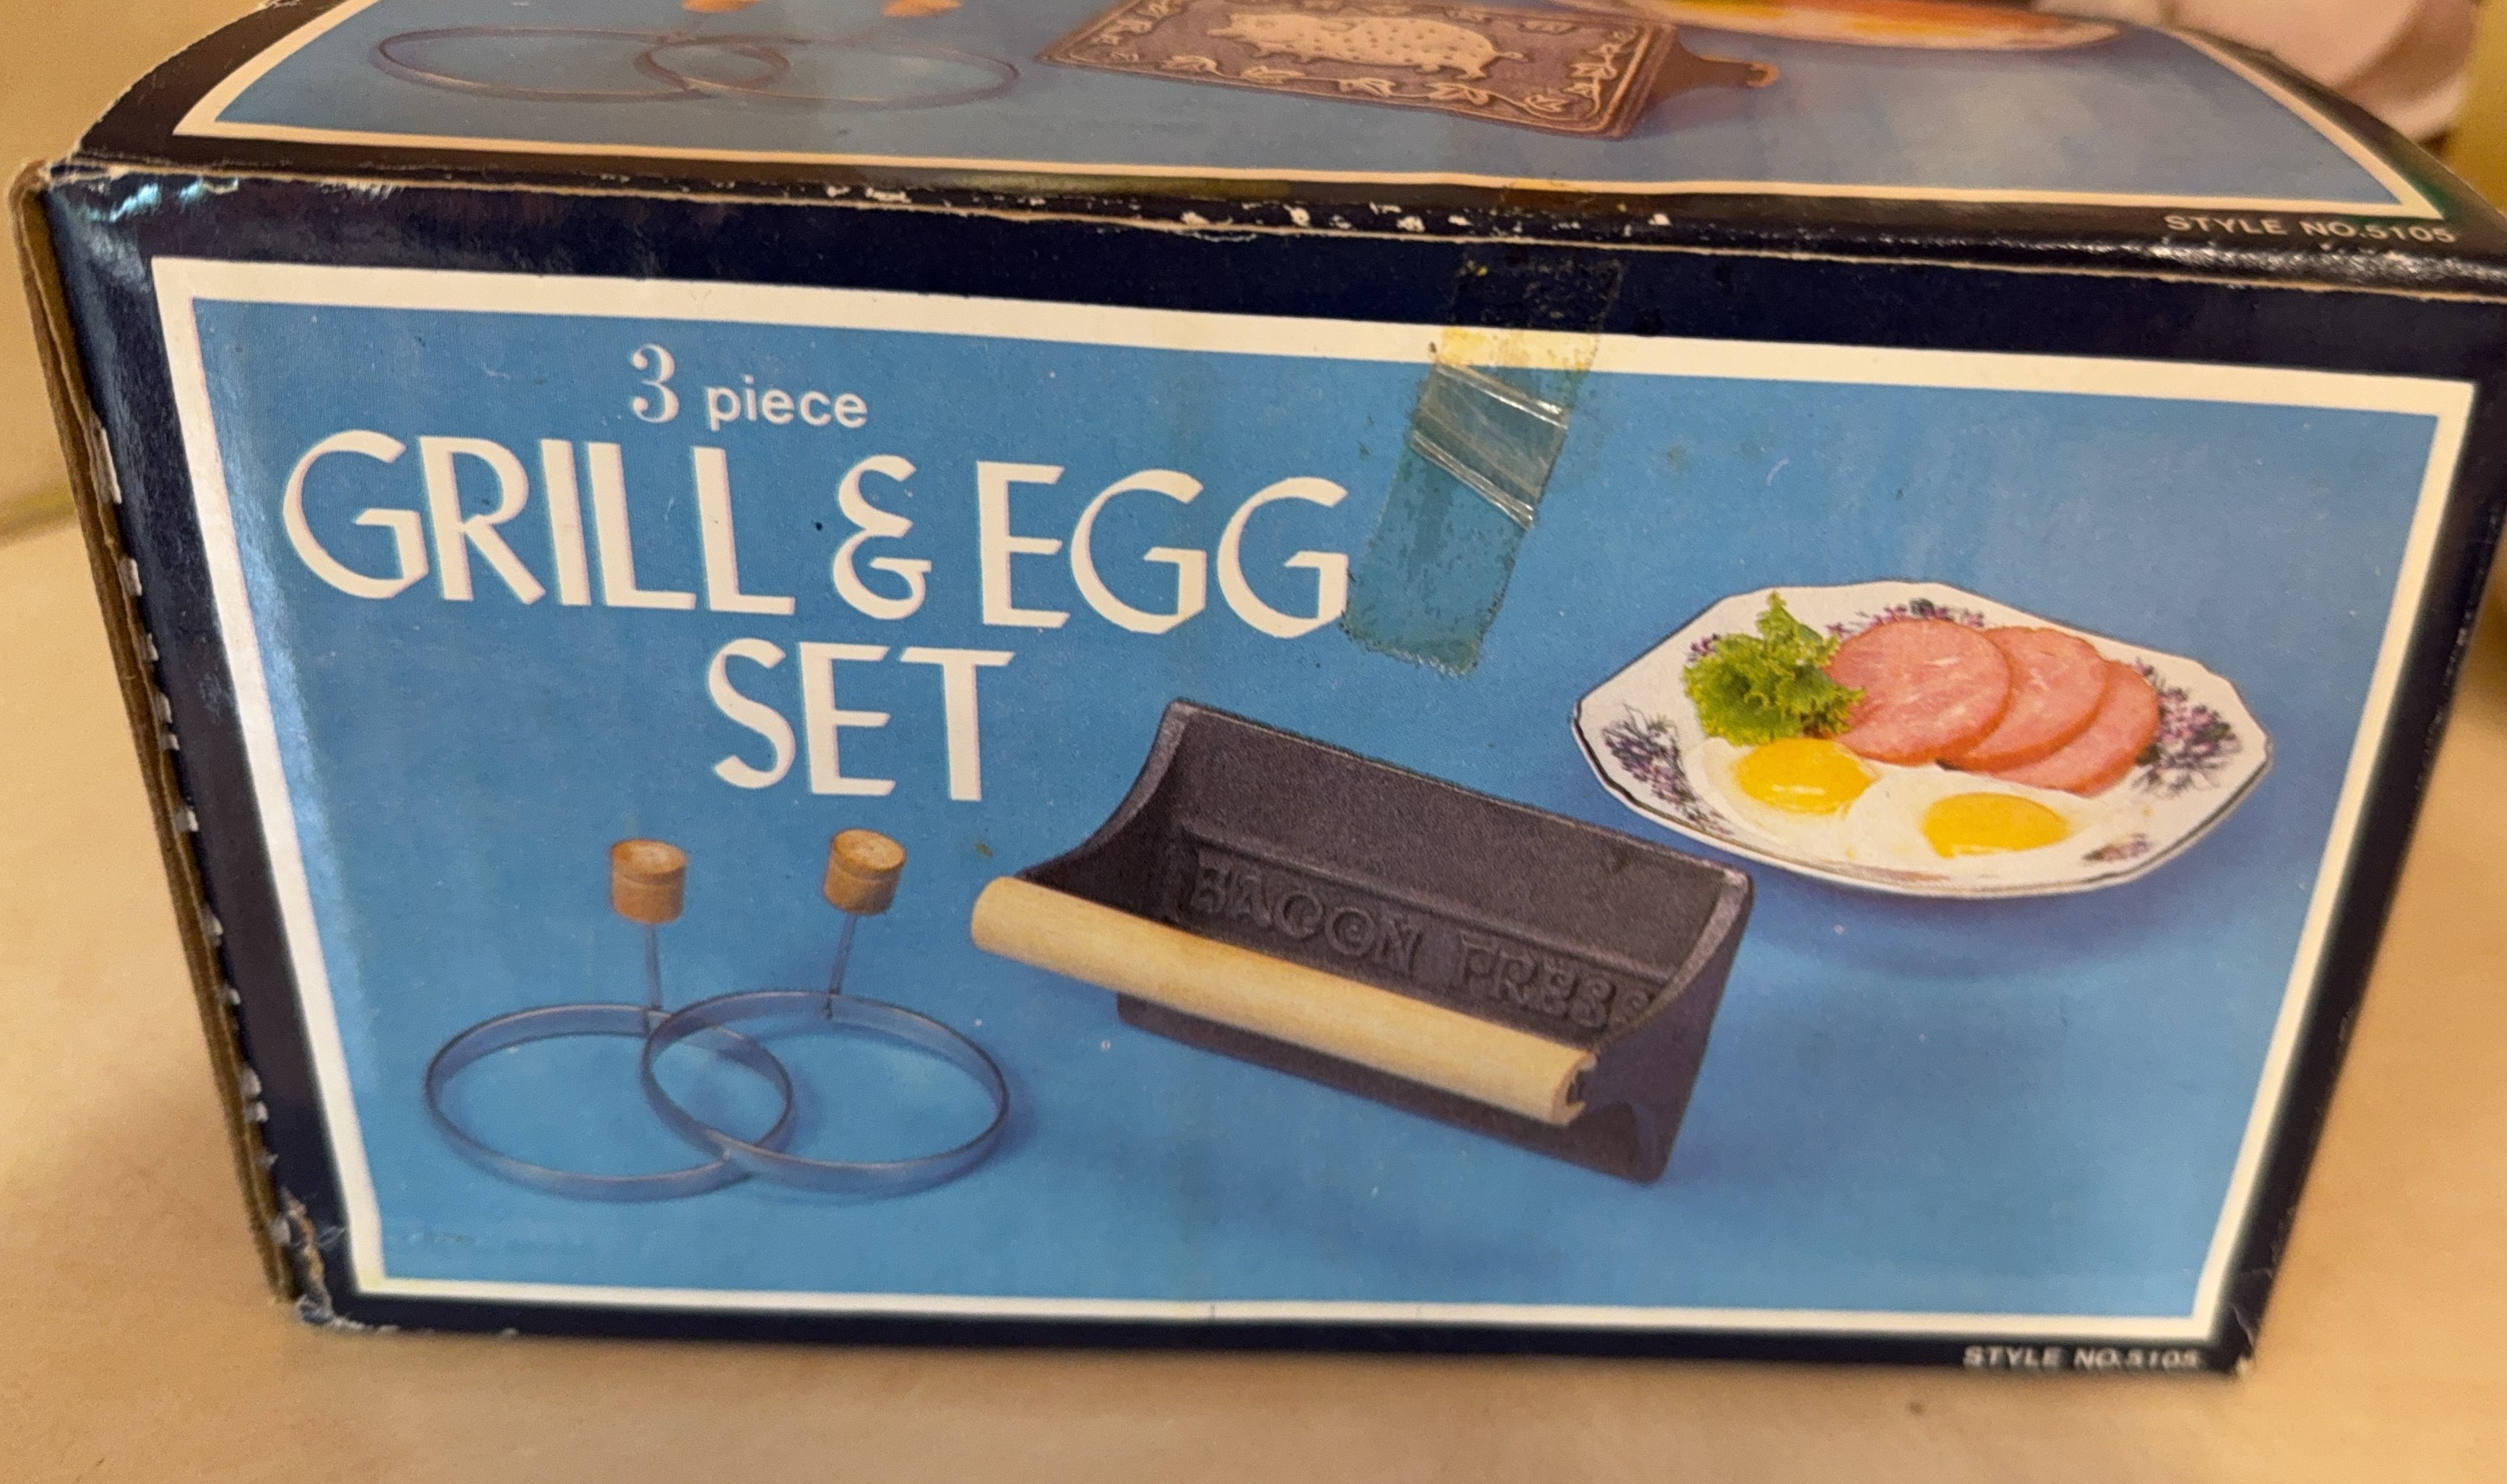 STYLE NO.5105
3 piece
GRILL & EGG
SET
BACON PRESS
STYLE NO.5105